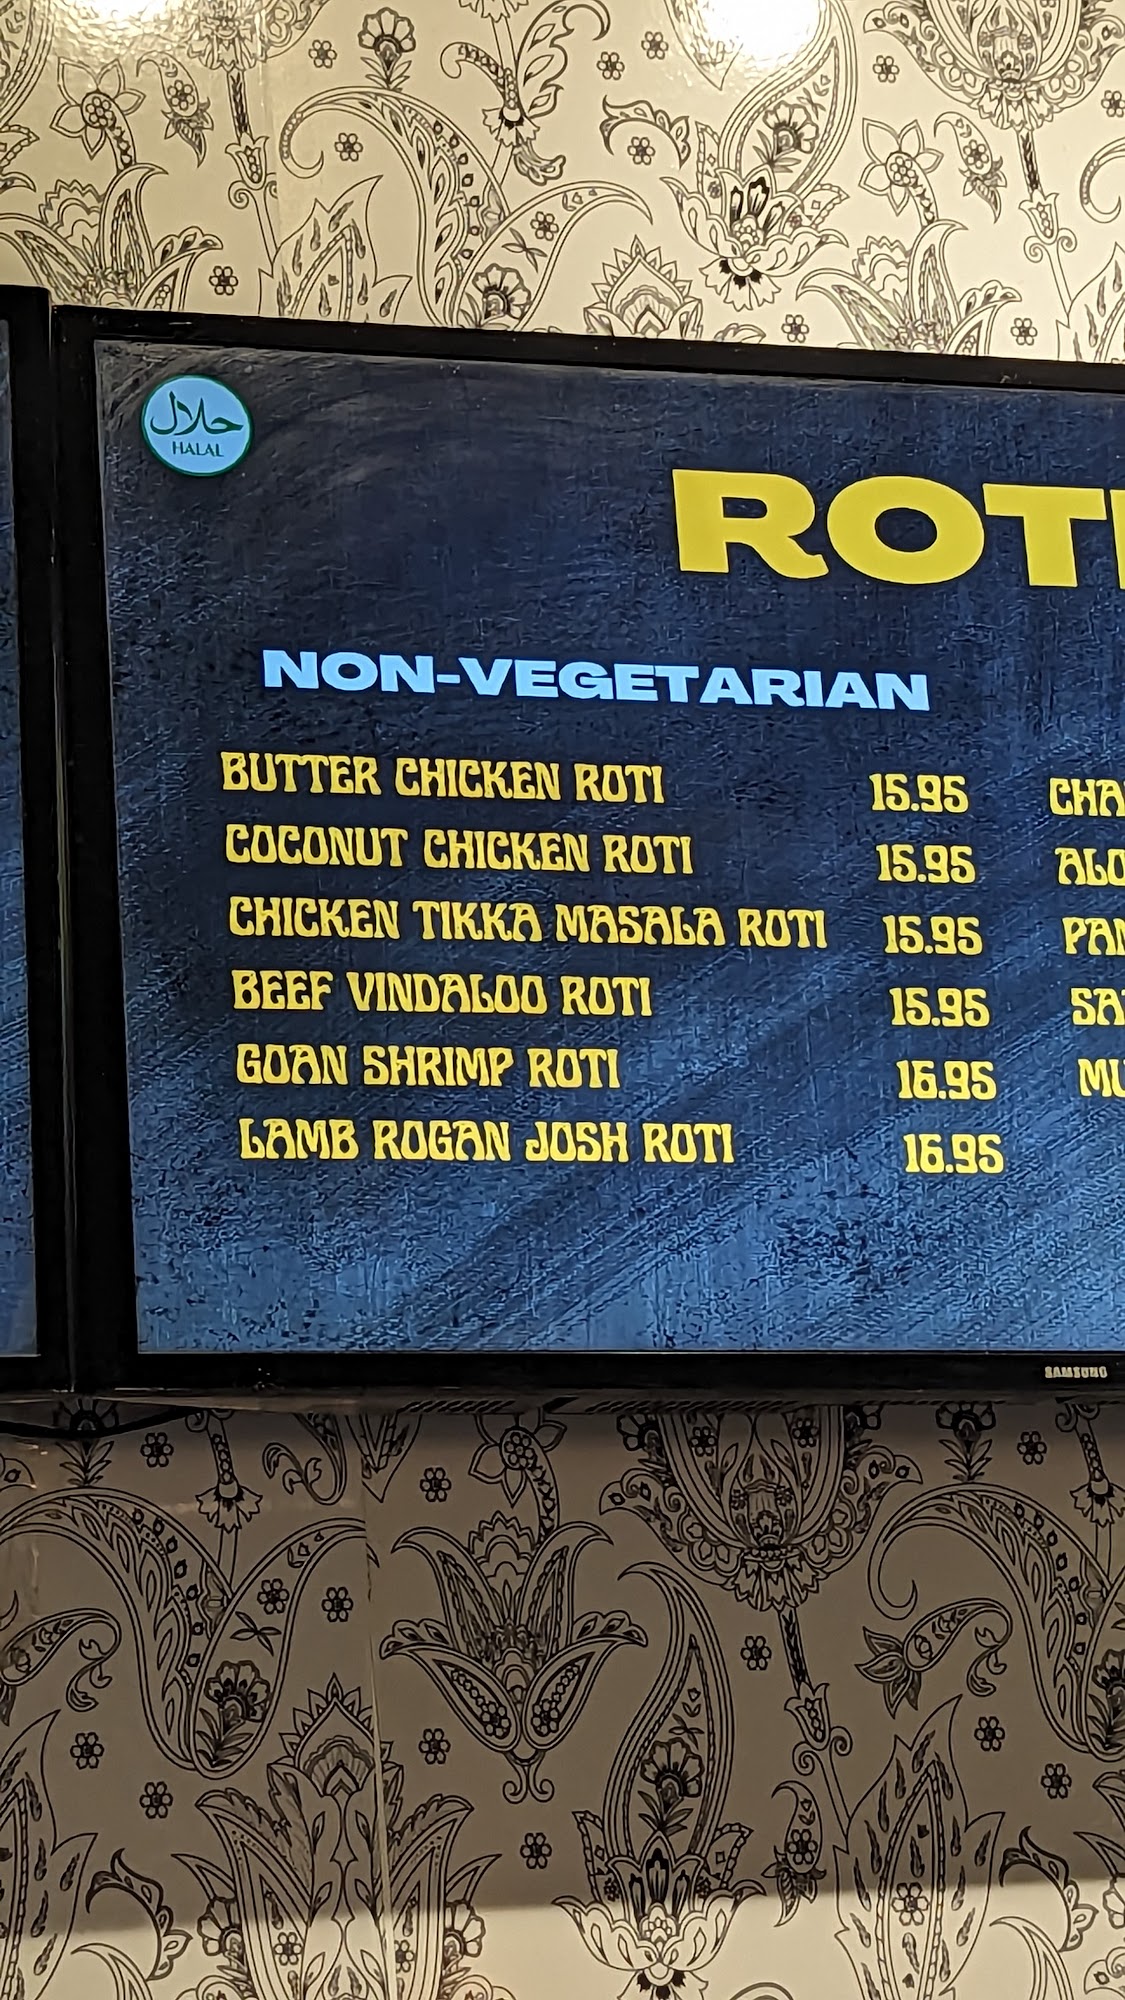 حلال
HALAL
ROTI
NON-VEGETARIAN
BUTTER CHICKEN ROTI 15.95
COCONUT CHICKEN ROTI 15.95
CHICKEN TIKKA MASALA ROTI 15.95
BEEF VINDALOO ROTI 15.95
GOAN SHRIMP ROTI 16.95
LAMB ROGAN JOSH ROTI 16.95
SAMSUNG